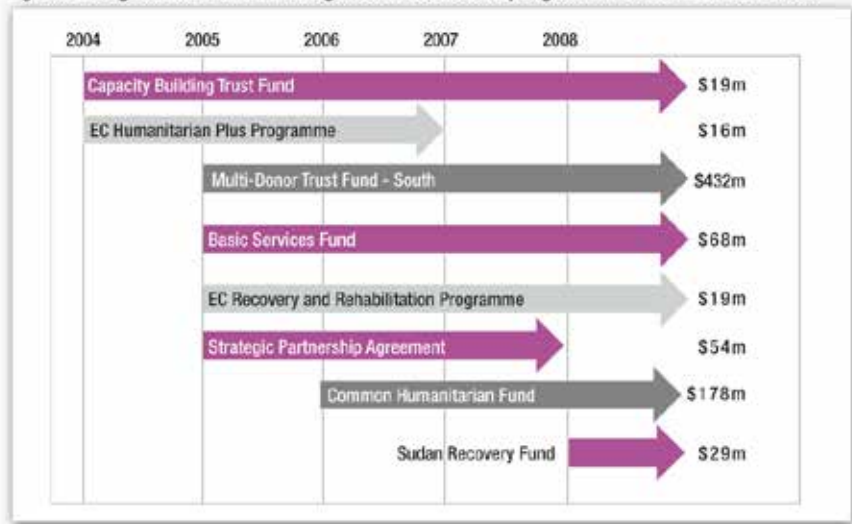 2004 2005 2006 2007 2008
Capacity Building Trust Fund $19m
EC Humanitarian Plus Programme $16m
Multi-Donor Trust Fund - South $432m
Basic Services Fund $68m
EC Recovery and Rehabilitation Programme $19m
Strategic Partnership Agreement $54m
Common Humanitarian Fund $178m
Sudan Recovery Fund $29m